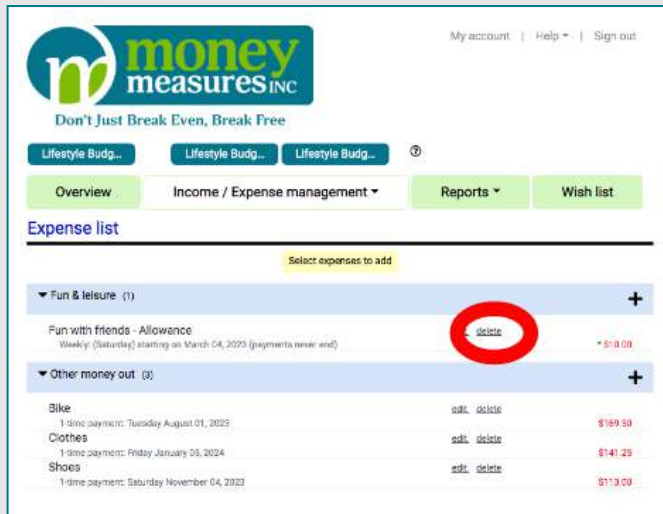 My account | Help | Sign out
money
measures INC
Don't Just Break Even, Break Free
Lifestyle Budg... Lifestyle Budg... Lifestyle Budg...
Overview Income / Expense management Reports Wish list
Expense list
Select expenses to add
Fun & leisure (1)
Fun with friends - Allowance delete
Weekly: (Saturday) starting on March 04, 2023 (payments never end) * $10.00
Other money out (3)
Bike edit delete
1-time payment: Tuesday August 01, 2023 $169.50
Clothes edit delete
1-time payment: Friday January 05, 2024 $141.25
Shoes edit delete
1-time payment: Saturday November 04, 2023 $113.00